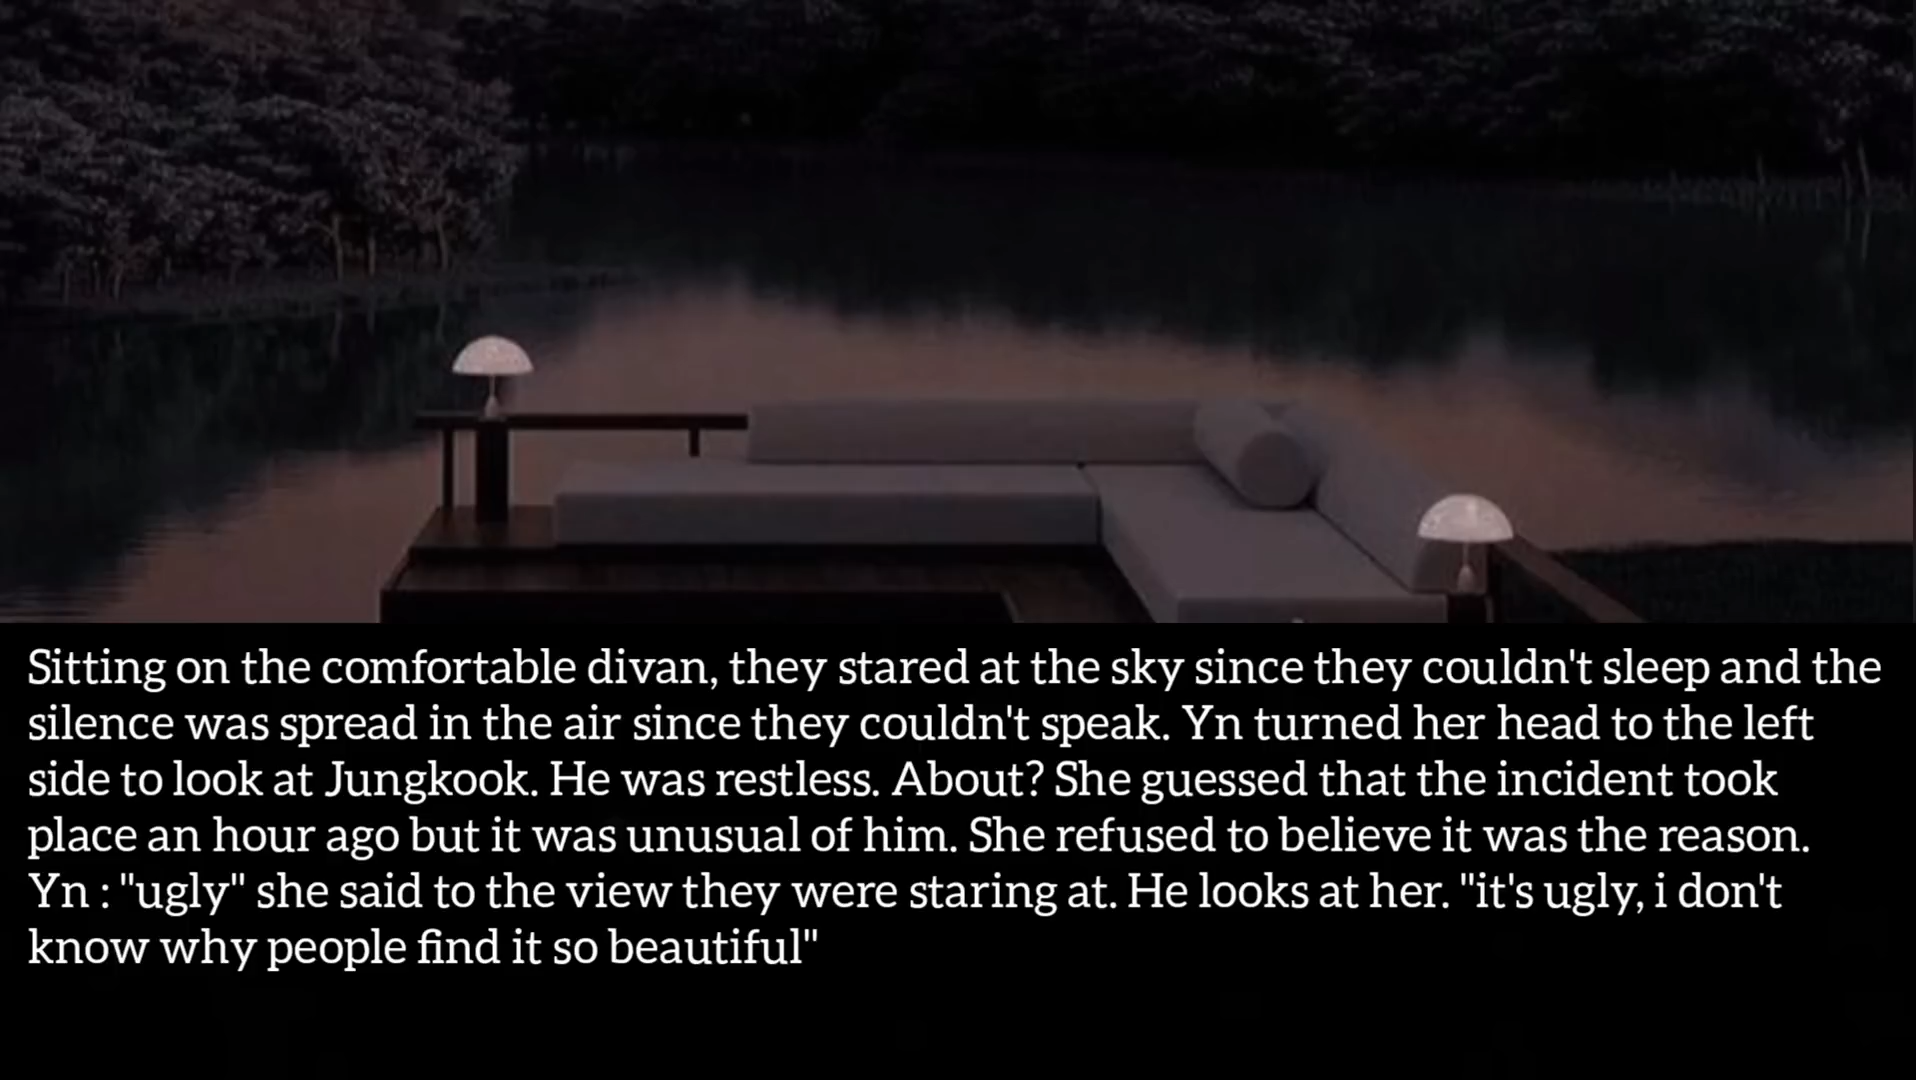 Sitting on the comfortable divan, they stared at the sky since they couldn't sleep and the
silence was spread in the air since they couldn't speak. Yn turned her head to the left
side to look at Jungkook. He was restless. About? She guessed that the incident took
place an hour ago but it was unusual of him. She refused to believe it was the reason.
Yn : "ugly" she said to the view they were staring at. He looks at her. "it's ugly, i don't
know why people find it so beautiful"